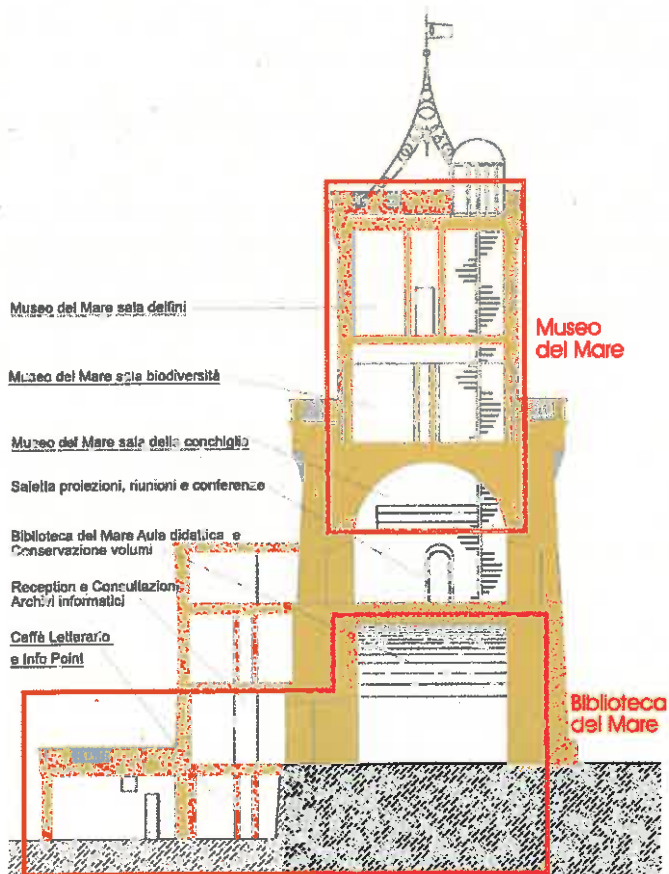 Museo del Mare sala delfini
Museo del Mare sala biodiversità
Museo del Mare sala della conchiglia
Saletta proiezioni, riunioni e conferenze
Biblioteca del Mare Aula didattica e
Conservazione volumi
Reception e Consultazioni
Archivi informatici
Caffè Letterario
e Info Point
Museo
del Mare
Biblioteca
del Mare